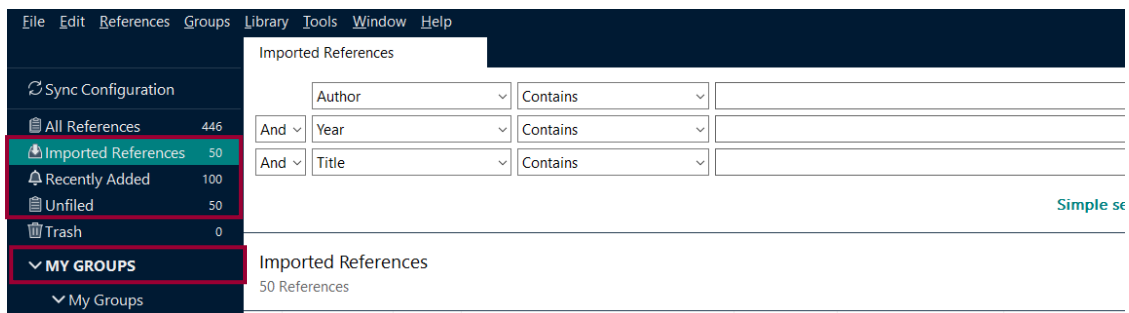 File Edit References Groups Library Tools Window Help
Imported References
Sync Configuration
All References 446
Imported References 50
Recently Added 100
Unfiled 50
Trash 0
MY GROUPS
My Groups
Author Contains
And Year Contains
And Title Contains
Simple se
Imported References
50 References